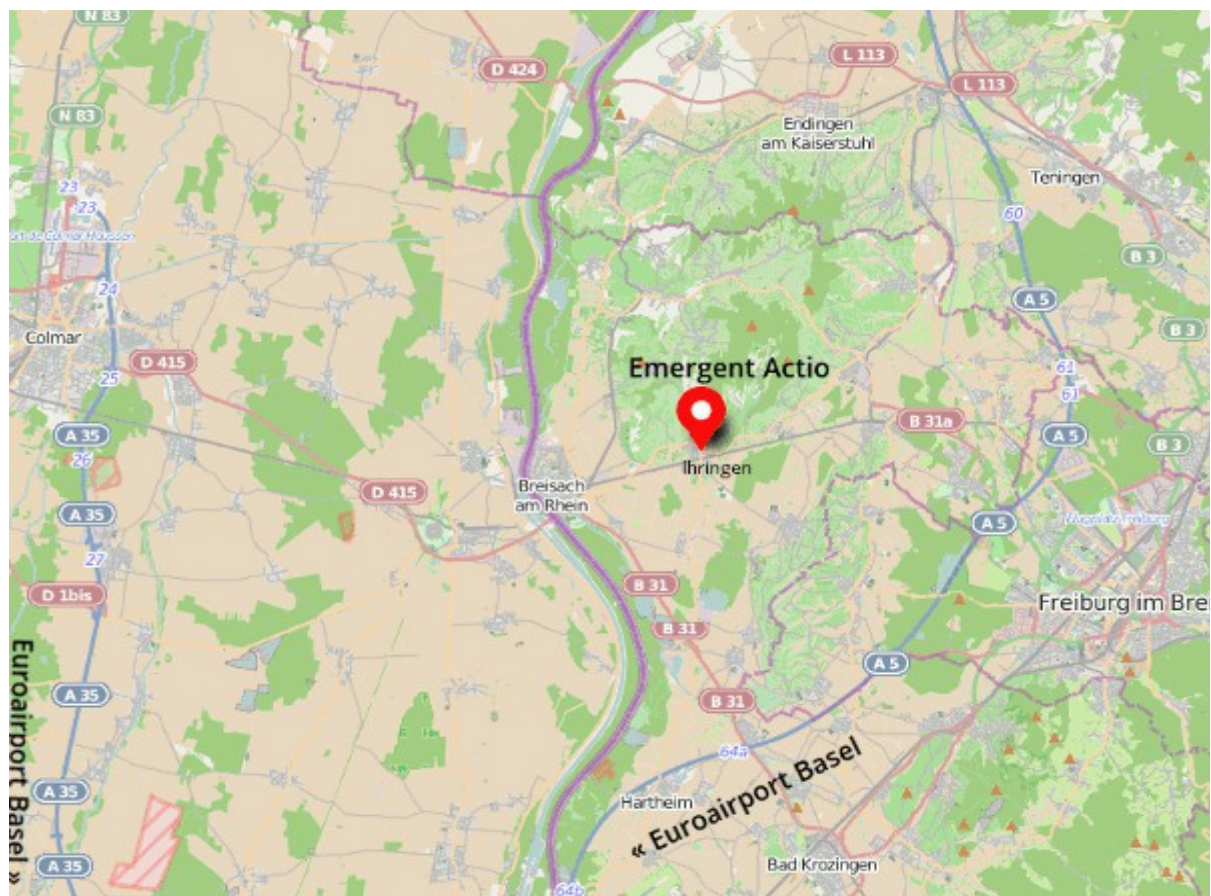 N 83
D 424
L 113
L 113
N 83
Endingen
am Kaiserstuhl
Teningen
23
23
60
B 3
24
A 5
B 3
Colmar
D 415
25
Emergent Actio
61
61
A 35
B 31a
A 5
B 3
26
Ihringen
D 415
Breisach
am Rhein
A 35
A 5
27
B 31
D 1bis
Freiburg im Brei
B 31
A 5
A 35
B 31
64a
Euroairport Basel »
« Euroairport Basel
A 35
Hartheim
A 35
Bad Krozingen
64b